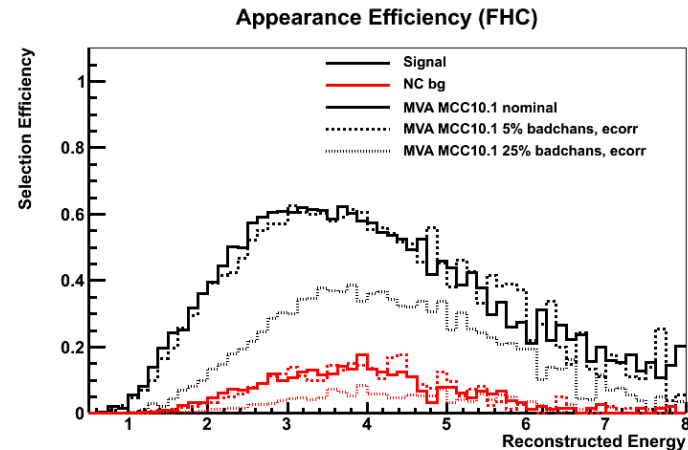 Appearance Efficiency (FHC)
Selection Efficiency
1
0.8
0.6
0.4
0.2
0
Signal
NC bg
MVA MCC10.1 nominal
MVA MCC10.1 5% badchans, ecorr
MVA MCC10.1 25% badchans, ecorr
1 2 3 4 5 6 7 8
Reconstructed Energy